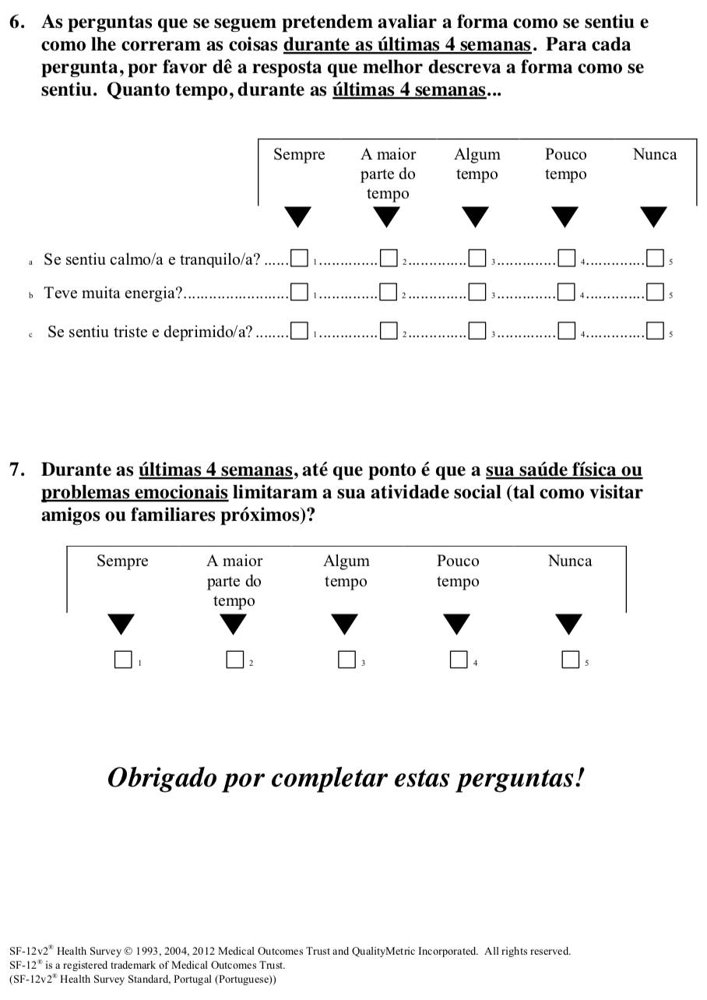 6. As perguntas que se seguem pretendem avaliar a forma como se sentiu e
como lhe correram as coisas durante as últimas 4 semanas. Para cada
pergunta, por favor dê a resposta que melhor descreva a forma como se
sentiu. Quanto tempo, durante as últimas 4 semanas...
Sempre A maior parte do tempo Algum tempo Pouco tempo Nunca
a Se sentiu calmo/a e tranquilo/a? ......☐ 1.............☐ 2.............☐ 3.............☐ 4.............☐ 5
b Teve muita energia?........................☐ 1.............☐ 2.............☐ 3.............☐ 4.............☐ 5
c Se sentiu triste e deprimido/a? ........☐ 1.............☐ 2.............☐ 3.............☐ 4.............☐ 5
7. Durante as últimas 4 semanas, até que ponto é que a sua saúde física ou
problemas emocionais limitaram a sua atividade social (tal como visitar
amigos ou familiares próximos)?
Sempre A maior parte do tempo Algum tempo Pouco tempo Nunca
☐ 1 ☐ 2 ☐ 3 ☐ 4 ☐ 5
Obrigado por completar estas perguntas!
SF-12v2® Health Survey © 1993, 2004, 2012 Medical Outcomes Trust and QualityMetric Incorporated. All rights reserved.
SF-12® is a registered trademark of Medical Outcomes Trust.
(SF-12v2® Health Survey Standard, Portugal (Portuguese))